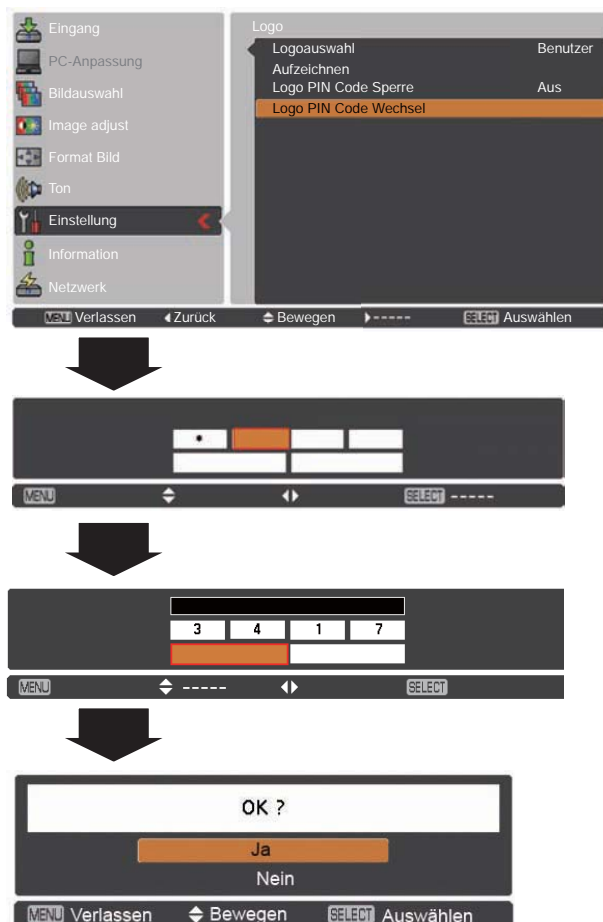 Eingang
PC-Anpassung
Bildauswahl
Image adjust
Format Bild
Ton
Einstellung
Information
Netzwerk
Logo
Logoauswahl Benutzer
Aufzeichnen
Logo PIN Code Sperre Aus
Logo PIN Code Wechsel
MENU Verlassen Zurück Bewegen ----- SELECT Auswählen
*
MENU SELECT -----
3 4 1 7
MENU ----- SELECT
OK ?
Ja
Nein
MENU Verlassen Bewegen SELECT Auswählen